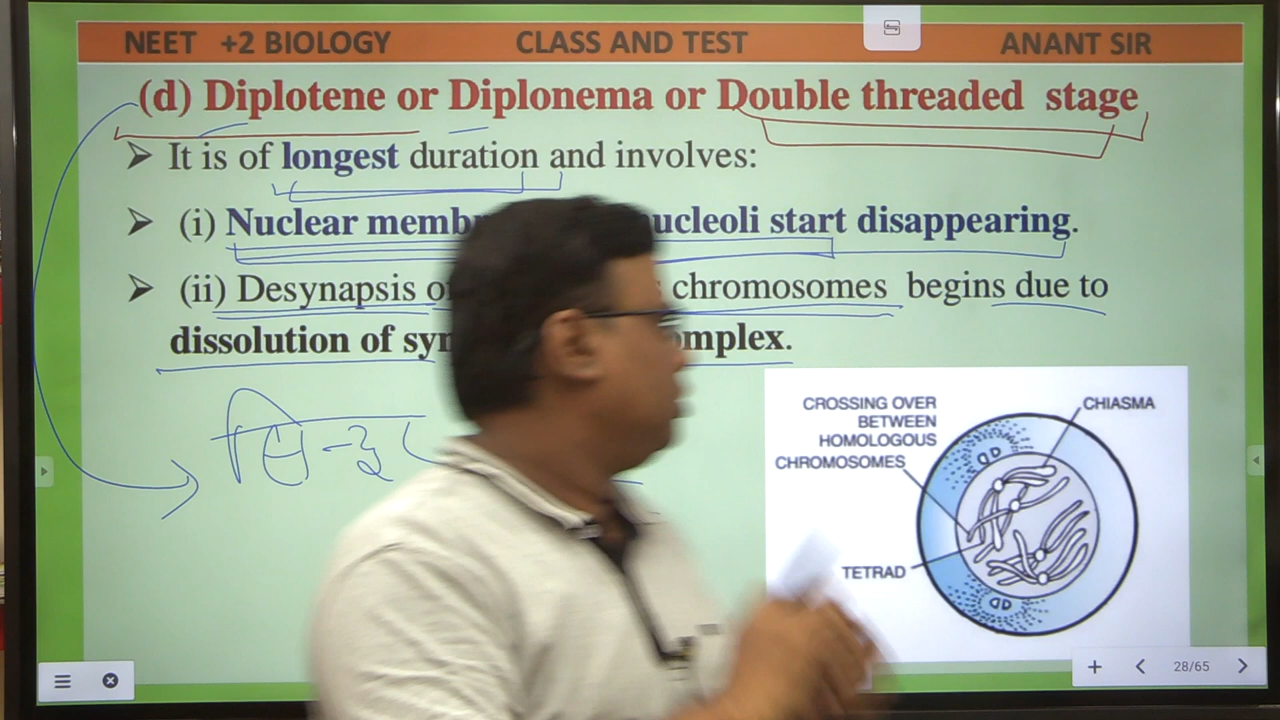 NEET +2 BIOLOGY CLASS AND TEST ANANT SIR
(d) Diplotene or Diplonema or Double threaded stage
➤ It is of longest duration and involves:
➤ (i) Nuclear memb ucleoli start disappearing.
➤ (ii) Desynapsis o chromosomes begins due to
dissolution of syn omplex.
CROSSING OVER
BETWEEN
HOMOLOGOUS
CHROMOSOMES
CHIASMA
TETRAD
28/65